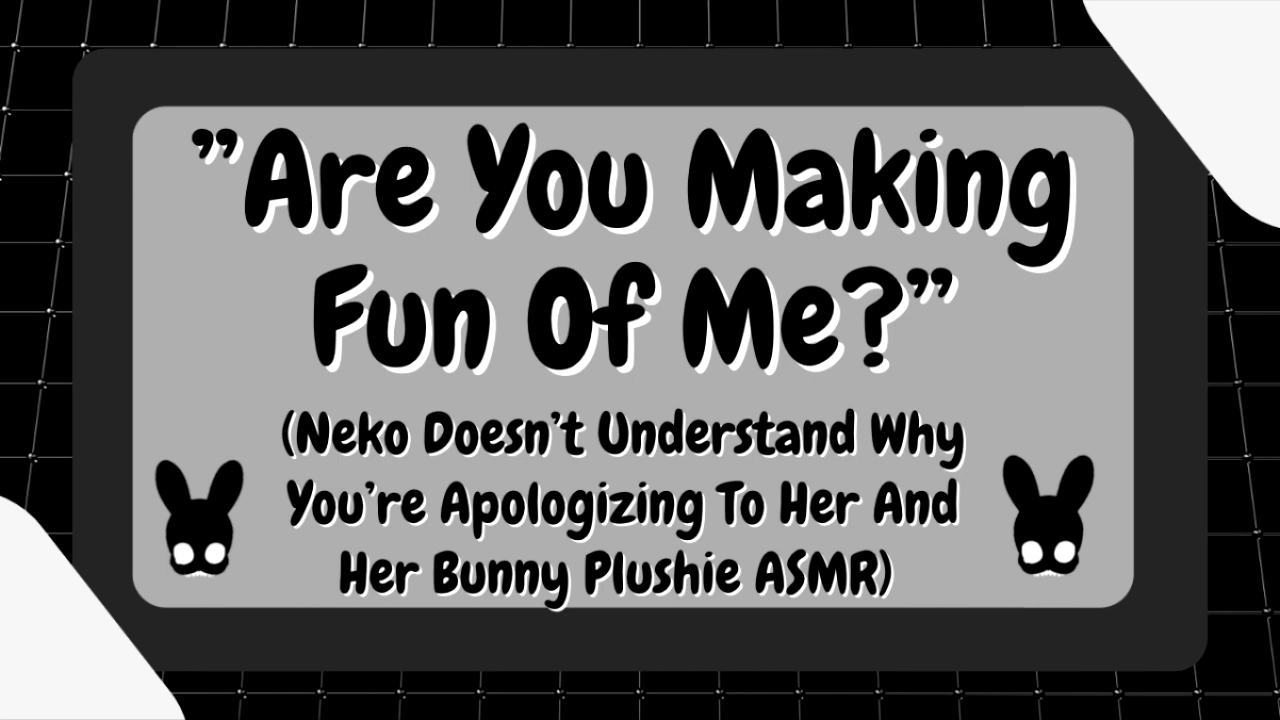 ”Are You Making
Fun Of Me?”
(Neko Doesn’t Understand Why
You’re Apologizing To Her And
Her Bunny Plushie ASMR)